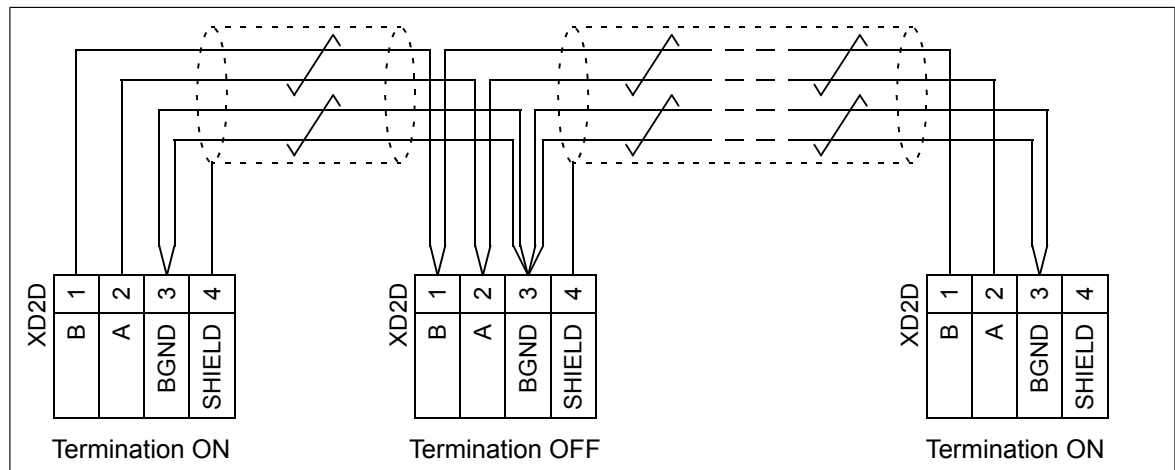 XD2D
1 2 3 4
B A BGND SHIELD
Termination ON
XD2D
1 2 3 4
B A BGND SHIELD
Termination OFF
XD2D
1 2 3 4
B A BGND SHIELD
Termination ON